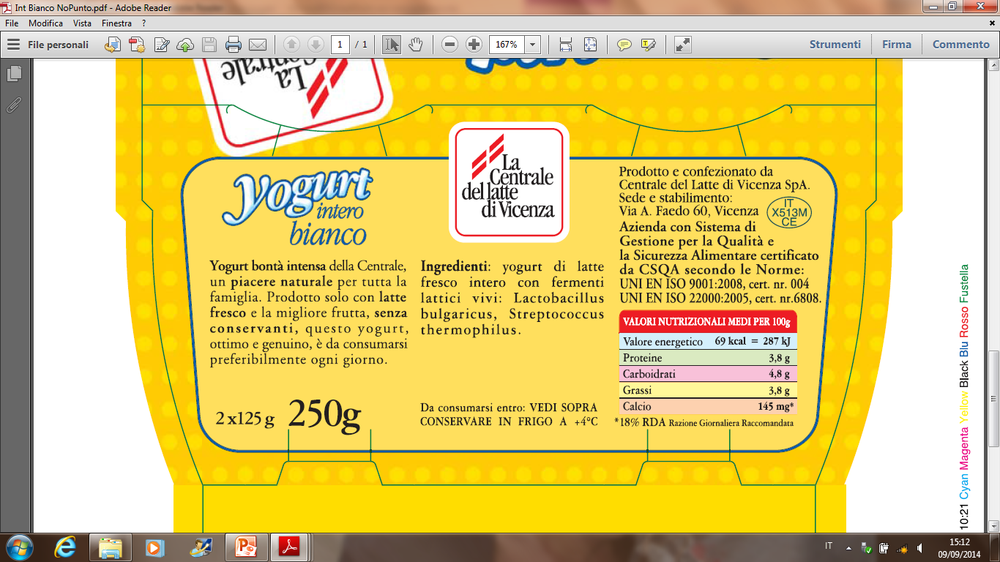 Int Bianco NoPunto.pdf - Adobe Reader
File Modifica Vista Finestra ?
File personali
1 / 1
167%
Strumenti Firma Commento
La
Centrale
La
Centrale
del latte
di Vicenza
yogurt
intero
bianco
Yogurt bontà intensa della Centrale,
un piacere naturale per tutta la
famiglia. Prodotto solo con latte
fresco e la migliore frutta, senza
conservanti, questo yogurt,
ottimo e genuino, è da consumarsi
preferibilmente ogni giorno.
2 x125 g 250g
Ingredienti: yogurt di latte
fresco intero con fermenti
lattici vivi: Lactobacillus
bulgaricus, Streptococcus
thermophilus.
Da consumarsi entro: VEDI SOPRA
CONSERVARE IN FRIGO A +4°C
Prodotto e confezionato da
Centrale del Latte di Vicenza SpA.
Sede e stabilimento:
Via A. Faedo 60, Vicenza
IT
X513M
CE
Azienda con Sistema di
Gestione per la Qualità e
la Sicurezza Alimentare certificato
da CSQA secondo le Norme:
UNI EN ISO 9001:2008, cert. nr. 004
UNI EN ISO 22000:2005, cert. nr.6808.
VALORI NUTRIZIONALI MEDI PER 100g
Valore energetico 69 kcal = 287 kJ
Proteine 3,8 g
Carboidrati 4,8 g
Grassi 3,8 g
Calcio 145 mg*
*18% RDA Razione Giornaliera Raccomandata
10:21 Cyan Magenta Yellow Black Blu Rosso Fustella
IT
15:12
09/09/2014